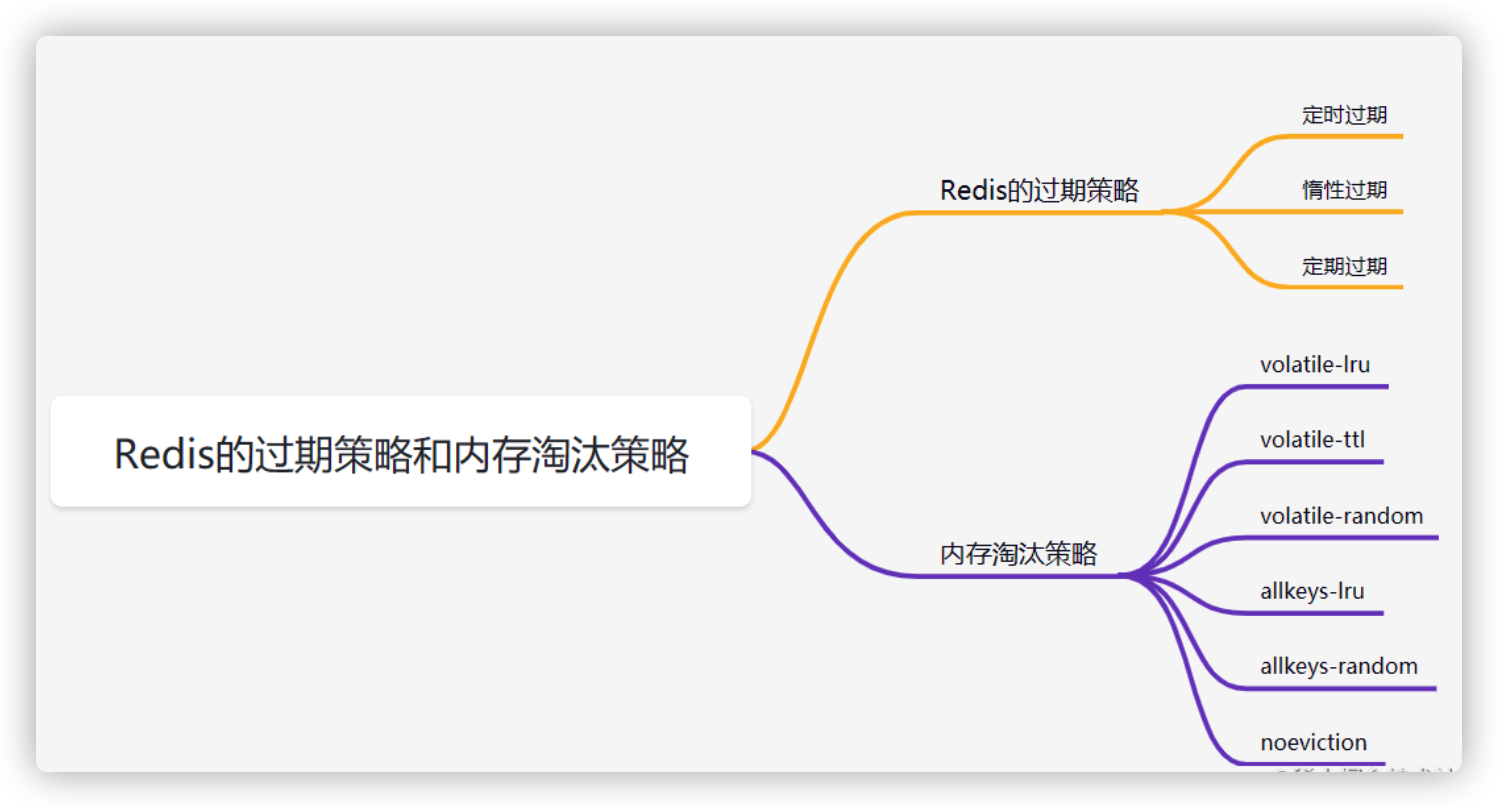 Redis的过期策略和内存淘汰策略
Redis的过期策略
定时过期
惰性过期
定期过期
内存淘汰策略
volatile-lru
volatile-ttl
volatile-random
allkeys-lru
allkeys-random
noeviction